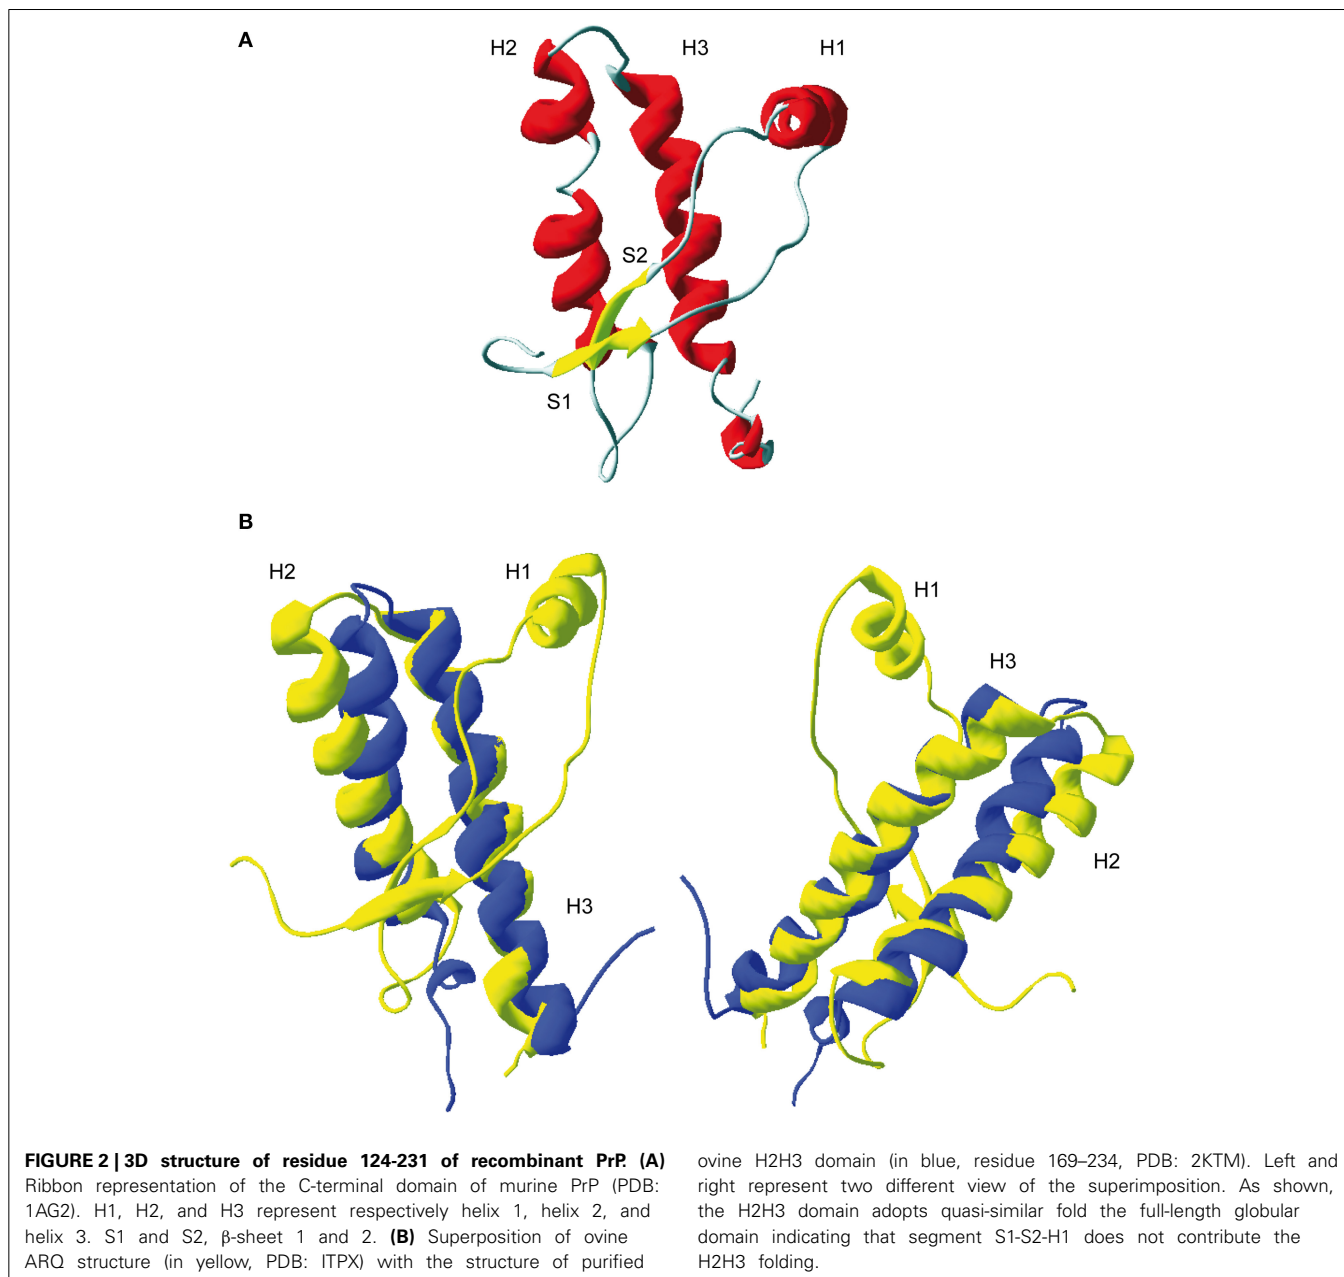 A
H2
H3
H1
S2
S1
B
H2
H1
H3
H1
H3
H2
FIGURE 2 | 3D structure of residue 124-231 of recombinant PrP. (A)
Ribbon representation of the C-terminal domain of murine PrP (PDB:
1AG2). H1, H2, and H3 represent respectively helix 1, helix 2, and
helix 3. S1 and S2, β-sheet 1 and 2. (B) Superposition of ovine
ARQ structure (in yellow, PDB: ITPX) with the structure of purified
ovine H2H3 domain (in blue, residue 169–234, PDB: 2KTM). Left and
right represent two different view of the superimposition. As shown,
the H2H3 domain adopts quasi-similar fold the full-length globular
domain indicating that segment S1-S2-H1 does not contribute the
H2H3 folding.